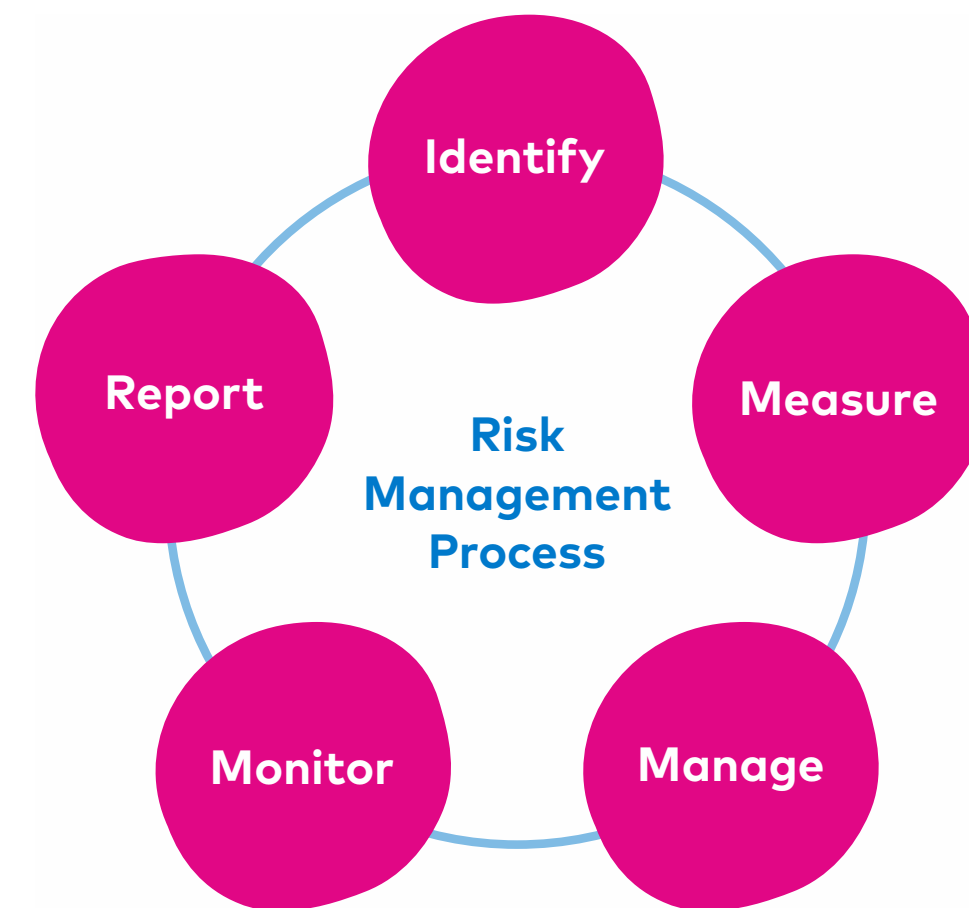 Identify
Measure
Manage
Monitor
Report
Risk
Management
Process